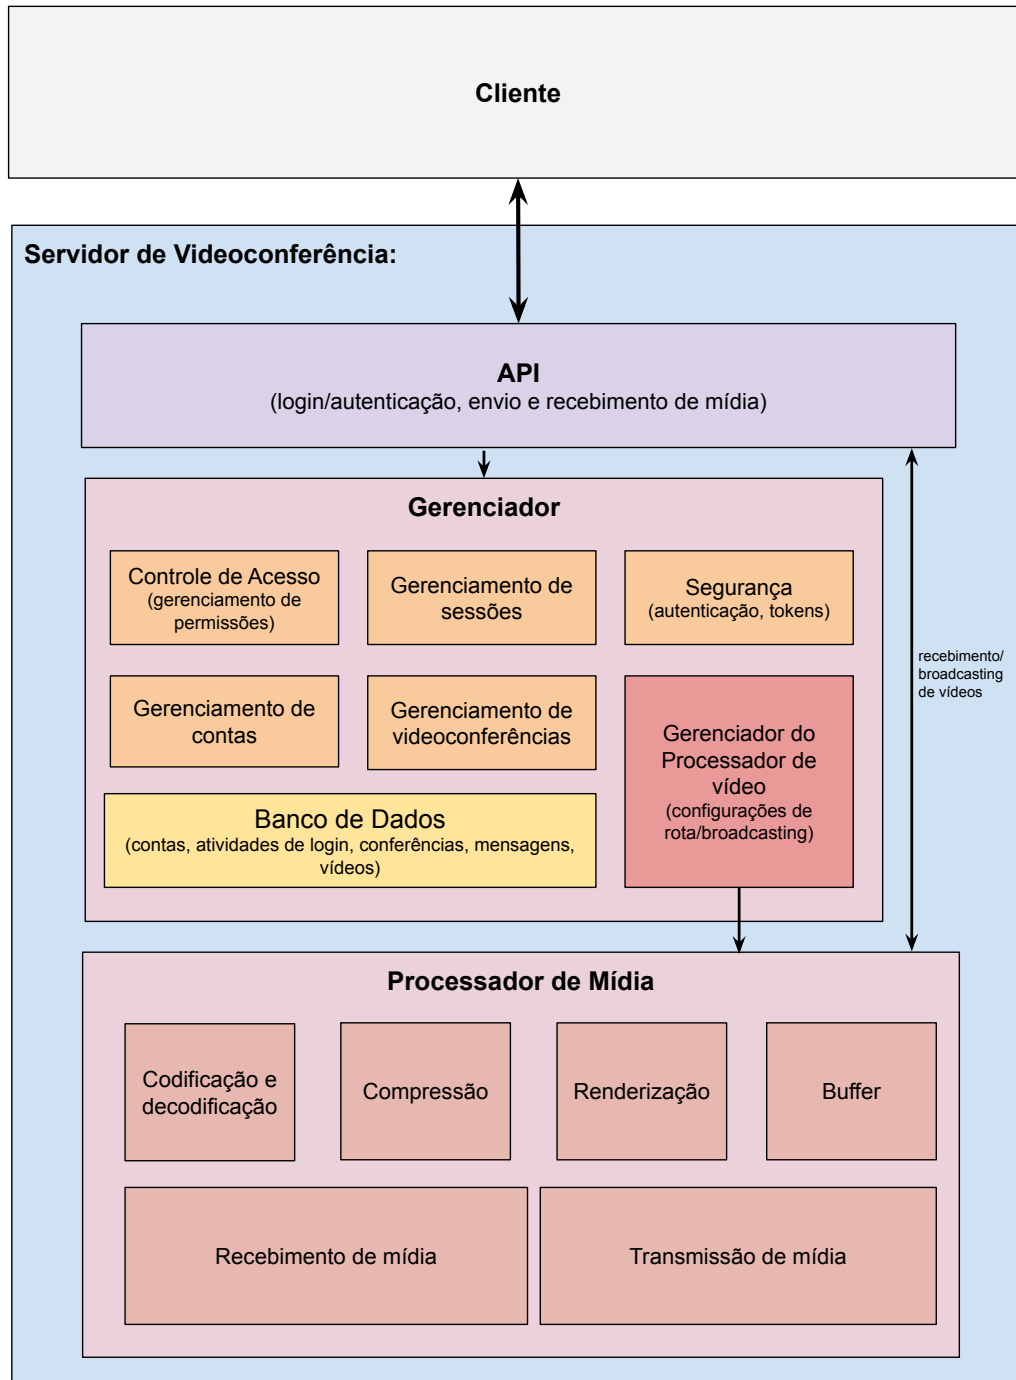 Cliente
Servidor de Videoconferência:
API
(login/autenticação, envio e recebimento de mídia)
Gerenciador
Controle de Acesso
(gerenciamento de
permissões)
Gerenciamento de
sessões
Segurança
(autenticação, tokens)
recebimento/
broadcasting
de vídeos
Gerenciamento de
contas
Gerenciamento de
videoconferências
Gerenciador do
Processador de
vídeo
(configurações de
rota/broadcasting)
Banco de Dados
(contas, atividades de login, conferências, mensagens,
vídeos)
Processador de Mídia
Codificação e
decodificação
Compressão
Renderização
Buffer
Recebimento de mídia
Transmissão de mídia